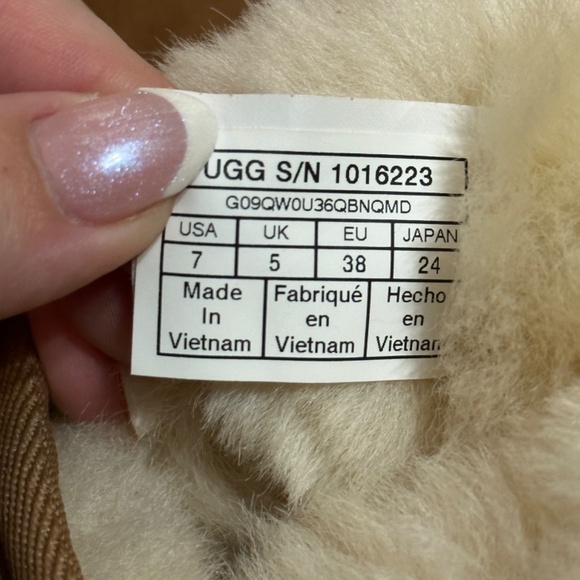 UGG S/N 1016223
G09QW0U36QBNQMD
USA UK EU JAPAN
7 5 38 24
Made Fabriqué Hecho
In en en
Vietnam Vietnam Vietnam